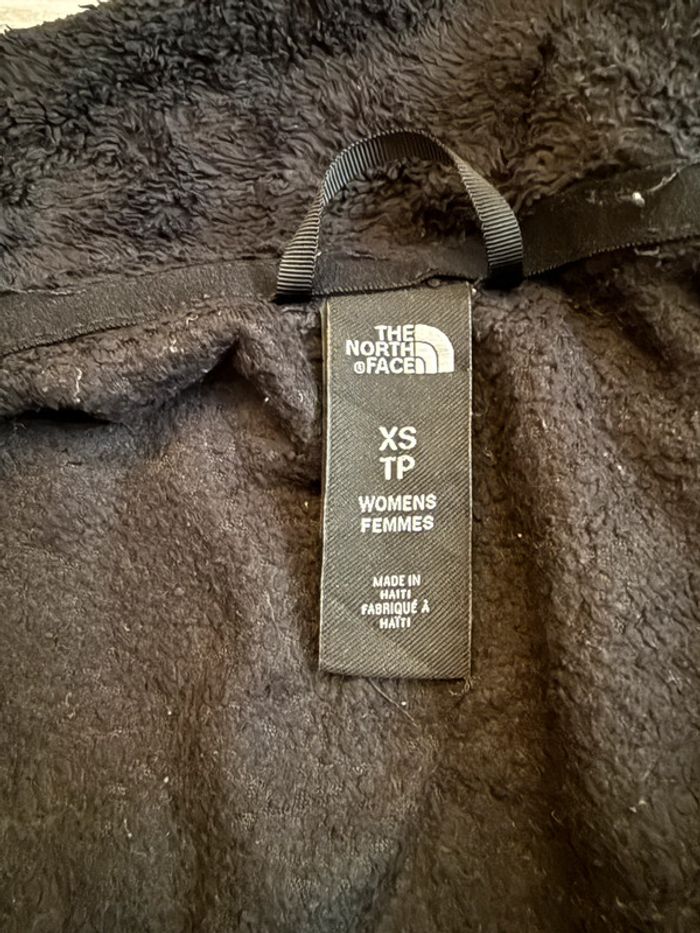 THE
NORTH
FACE
XS
TP
WOMENS
FEMMES
MADE IN
HAITI
FABRIQUÉ À
HAÏTI